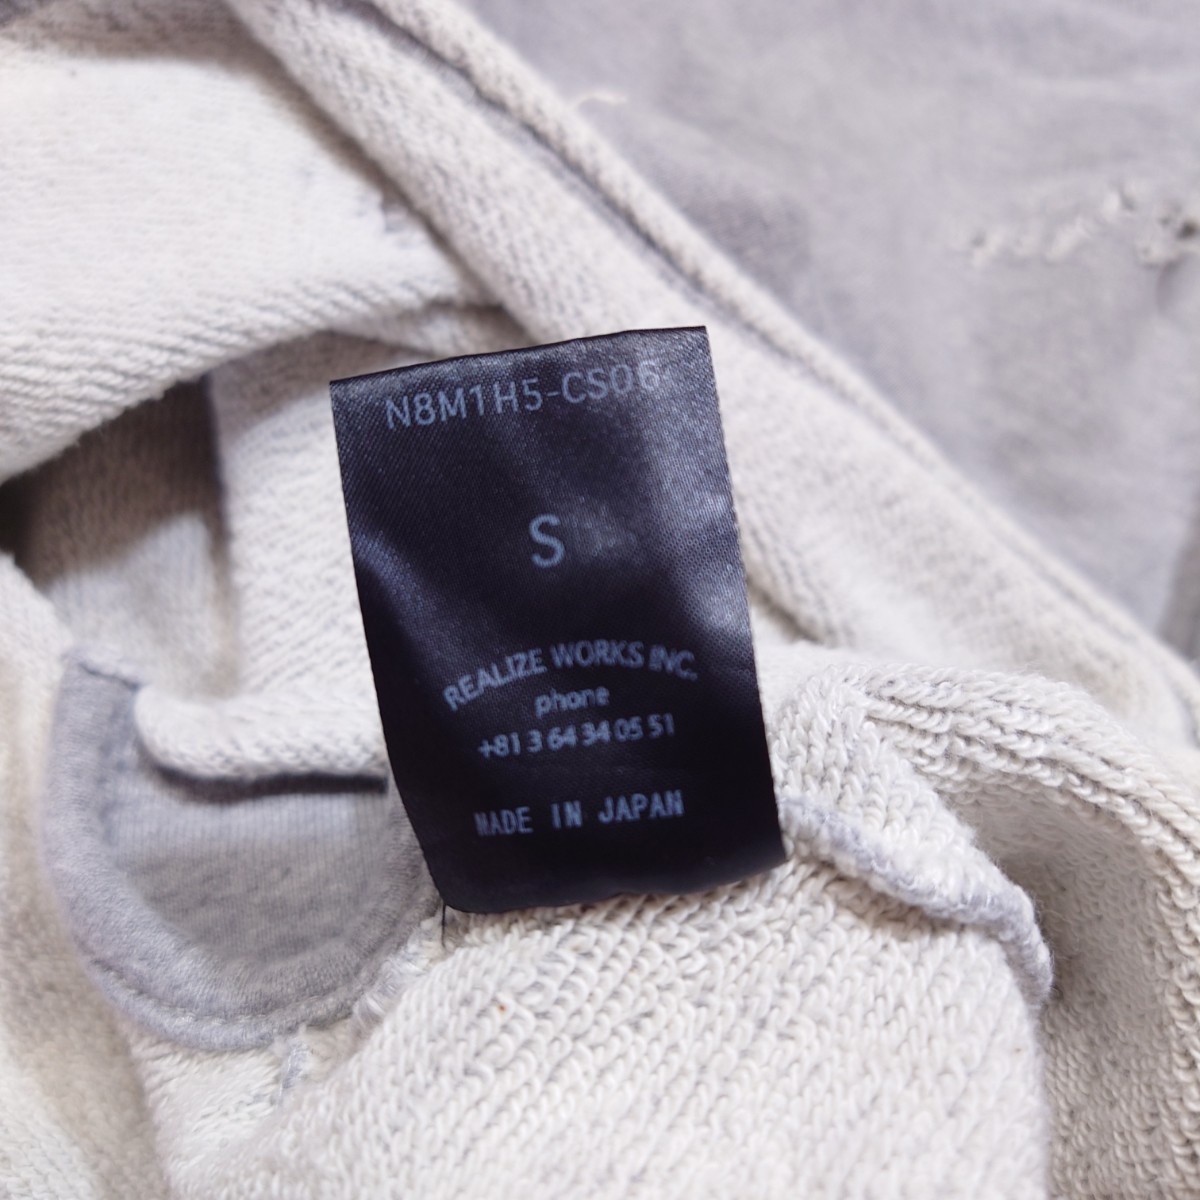 N8M1H5-CS06
S
REALIZE WORKS INC.
phone
+81 3 64 34 05 51
MADE IN JAPAN